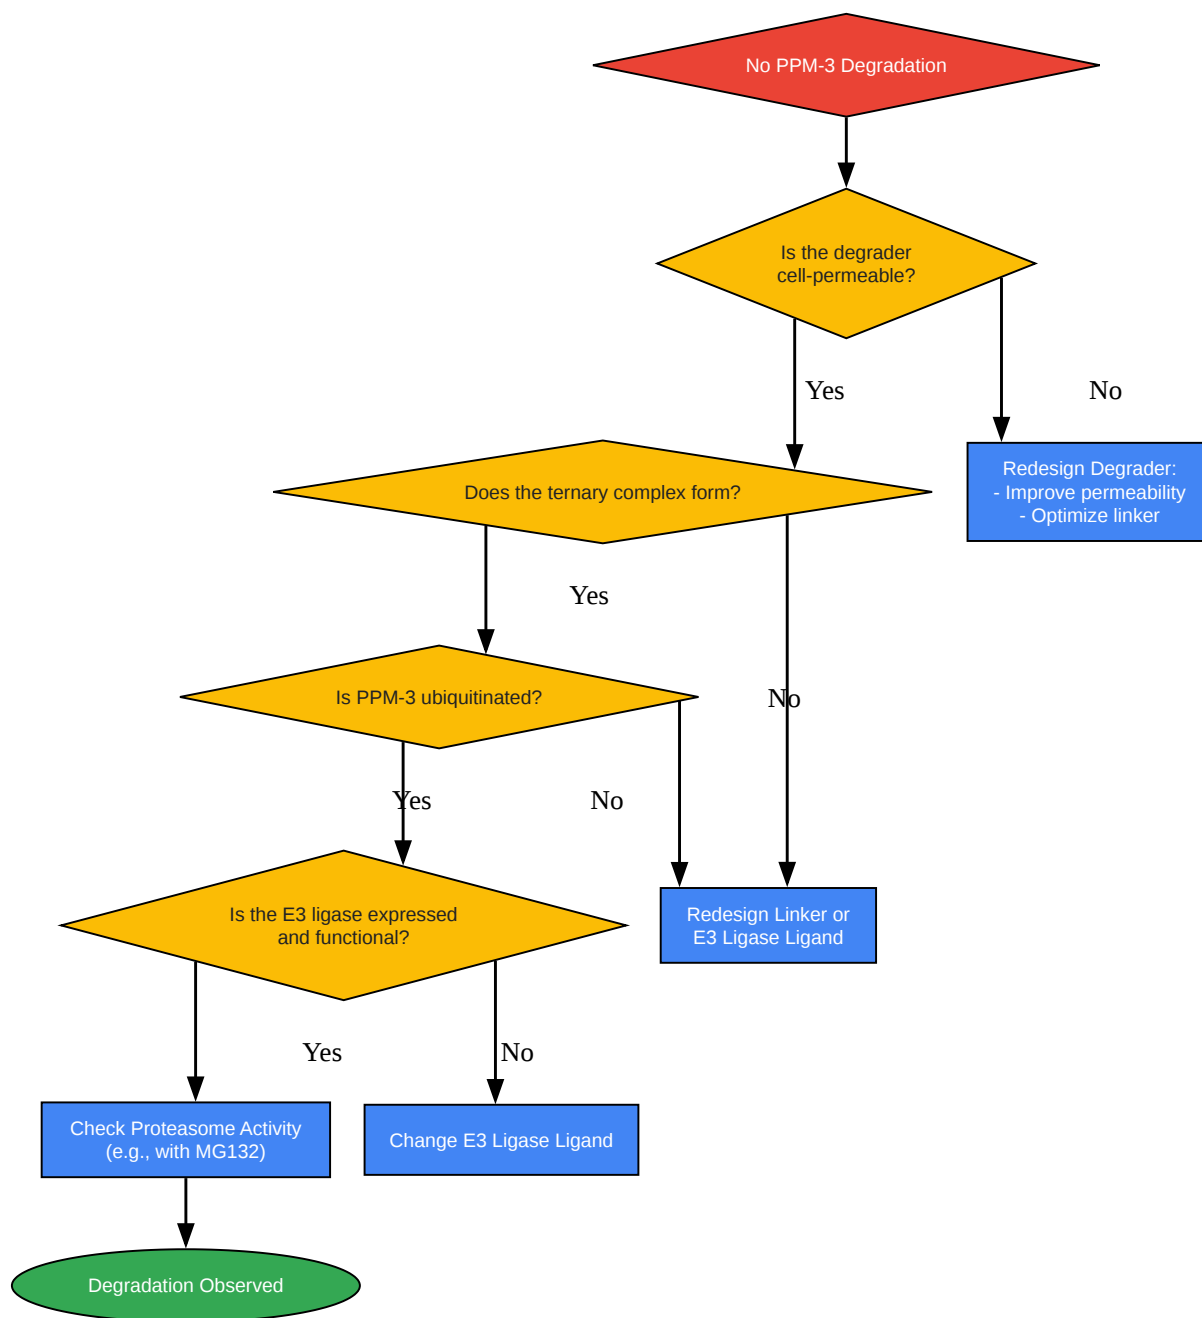 No PPM-3 Degradation
Is the degrader
cell-permeable?
Yes
No
Redesign Degrader:
- Improve permeability
- Optimize linker
Does the ternary complex form?
Yes
No
Is PPM-3 ubiquitinated?
Yes
No
Is the E3 ligase expressed
and functional?
Redesign Linker or
E3 Ligase Ligand
Yes
No
Check Proteasome Activity
(e.g., with MG132)
Change E3 Ligase Ligand
Degradation Observed